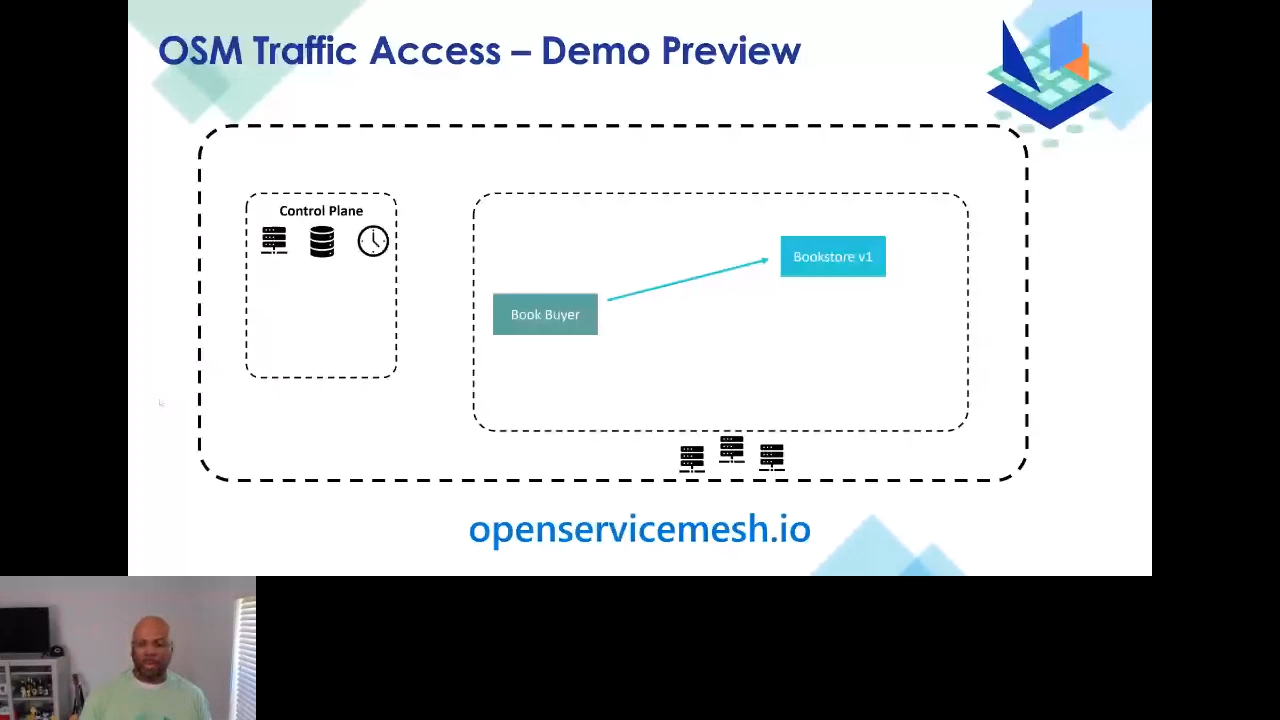 OSM Traffic Access – Demo Preview
Control Plane
Bookstore v1
Book Buyer
openservicemesh.io